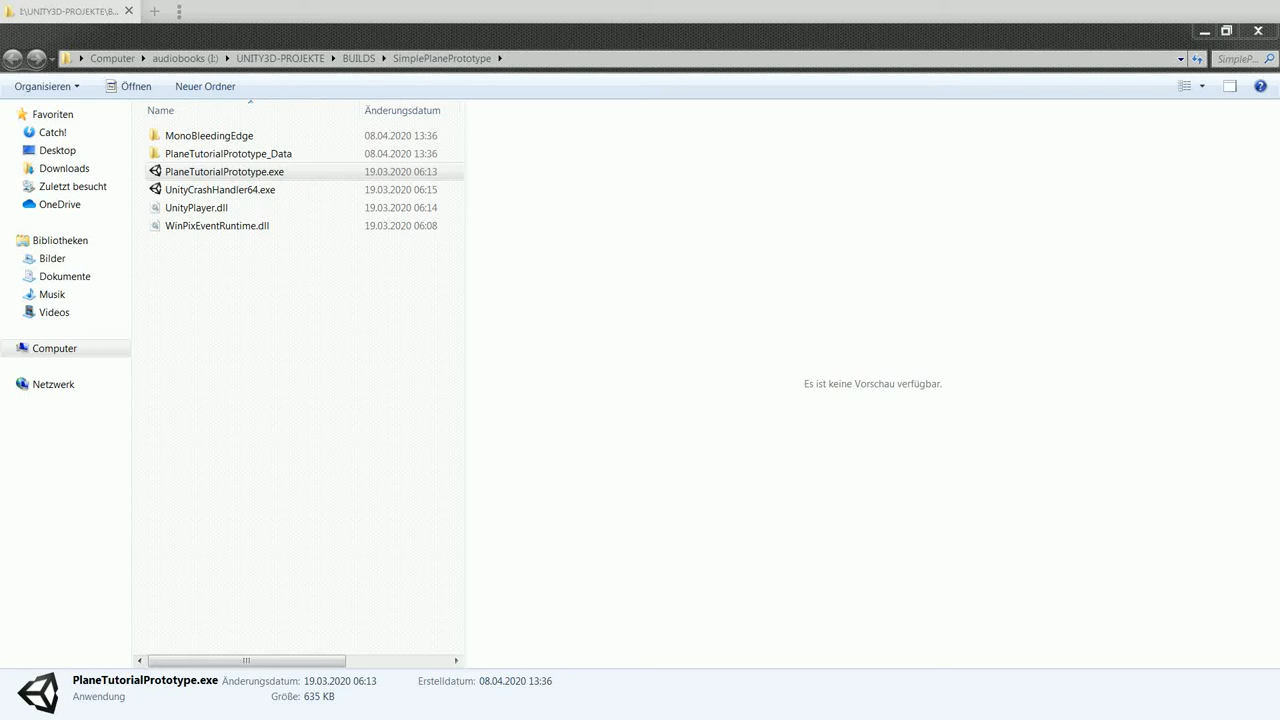 I:\UNITY3D-PROJEKTE\B...
Computer audiobooks (I:) UNITY3D-PROJEKTE BUILDS SimplePlanePrototype SimpleP...
Organisieren Öffnen Neuer Ordner
Favoriten
Catch!
Desktop
Downloads
Zuletzt besucht
OneDrive
Bibliotheken
Bilder
Dokumente
Musik
Videos
Computer
Netzwerk
Name Änderungsdatum
MonoBleedingEdge 08.04.2020 13:36
PlaneTutorialPrototype_Data 08.04.2020 13:36
PlaneTutorialPrototype.exe 19.03.2020 06:13
UnityCrashHandler64.exe 19.03.2020 06:15
UnityPlayer.dll 19.03.2020 06:14
WinPixEventRuntime.dll 19.03.2020 06:08
Es ist keine Vorschau verfügbar.
PlaneTutorialPrototype.exe Änderungsdatum: 19.03.2020 06:13 Erstelldatum: 08.04.2020 13:36
Anwendung Größe: 635 KB